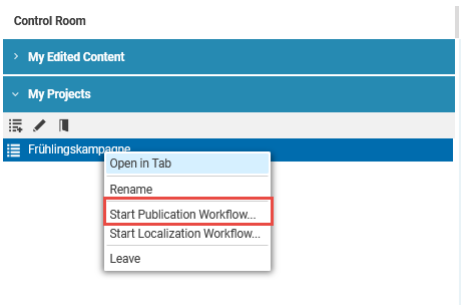 Control Room
My Edited Content
My Projects
Frühlingskampagne
Open in Tab
Rename
Start Publication Workflow...
Start Localization Workflow...
Leave